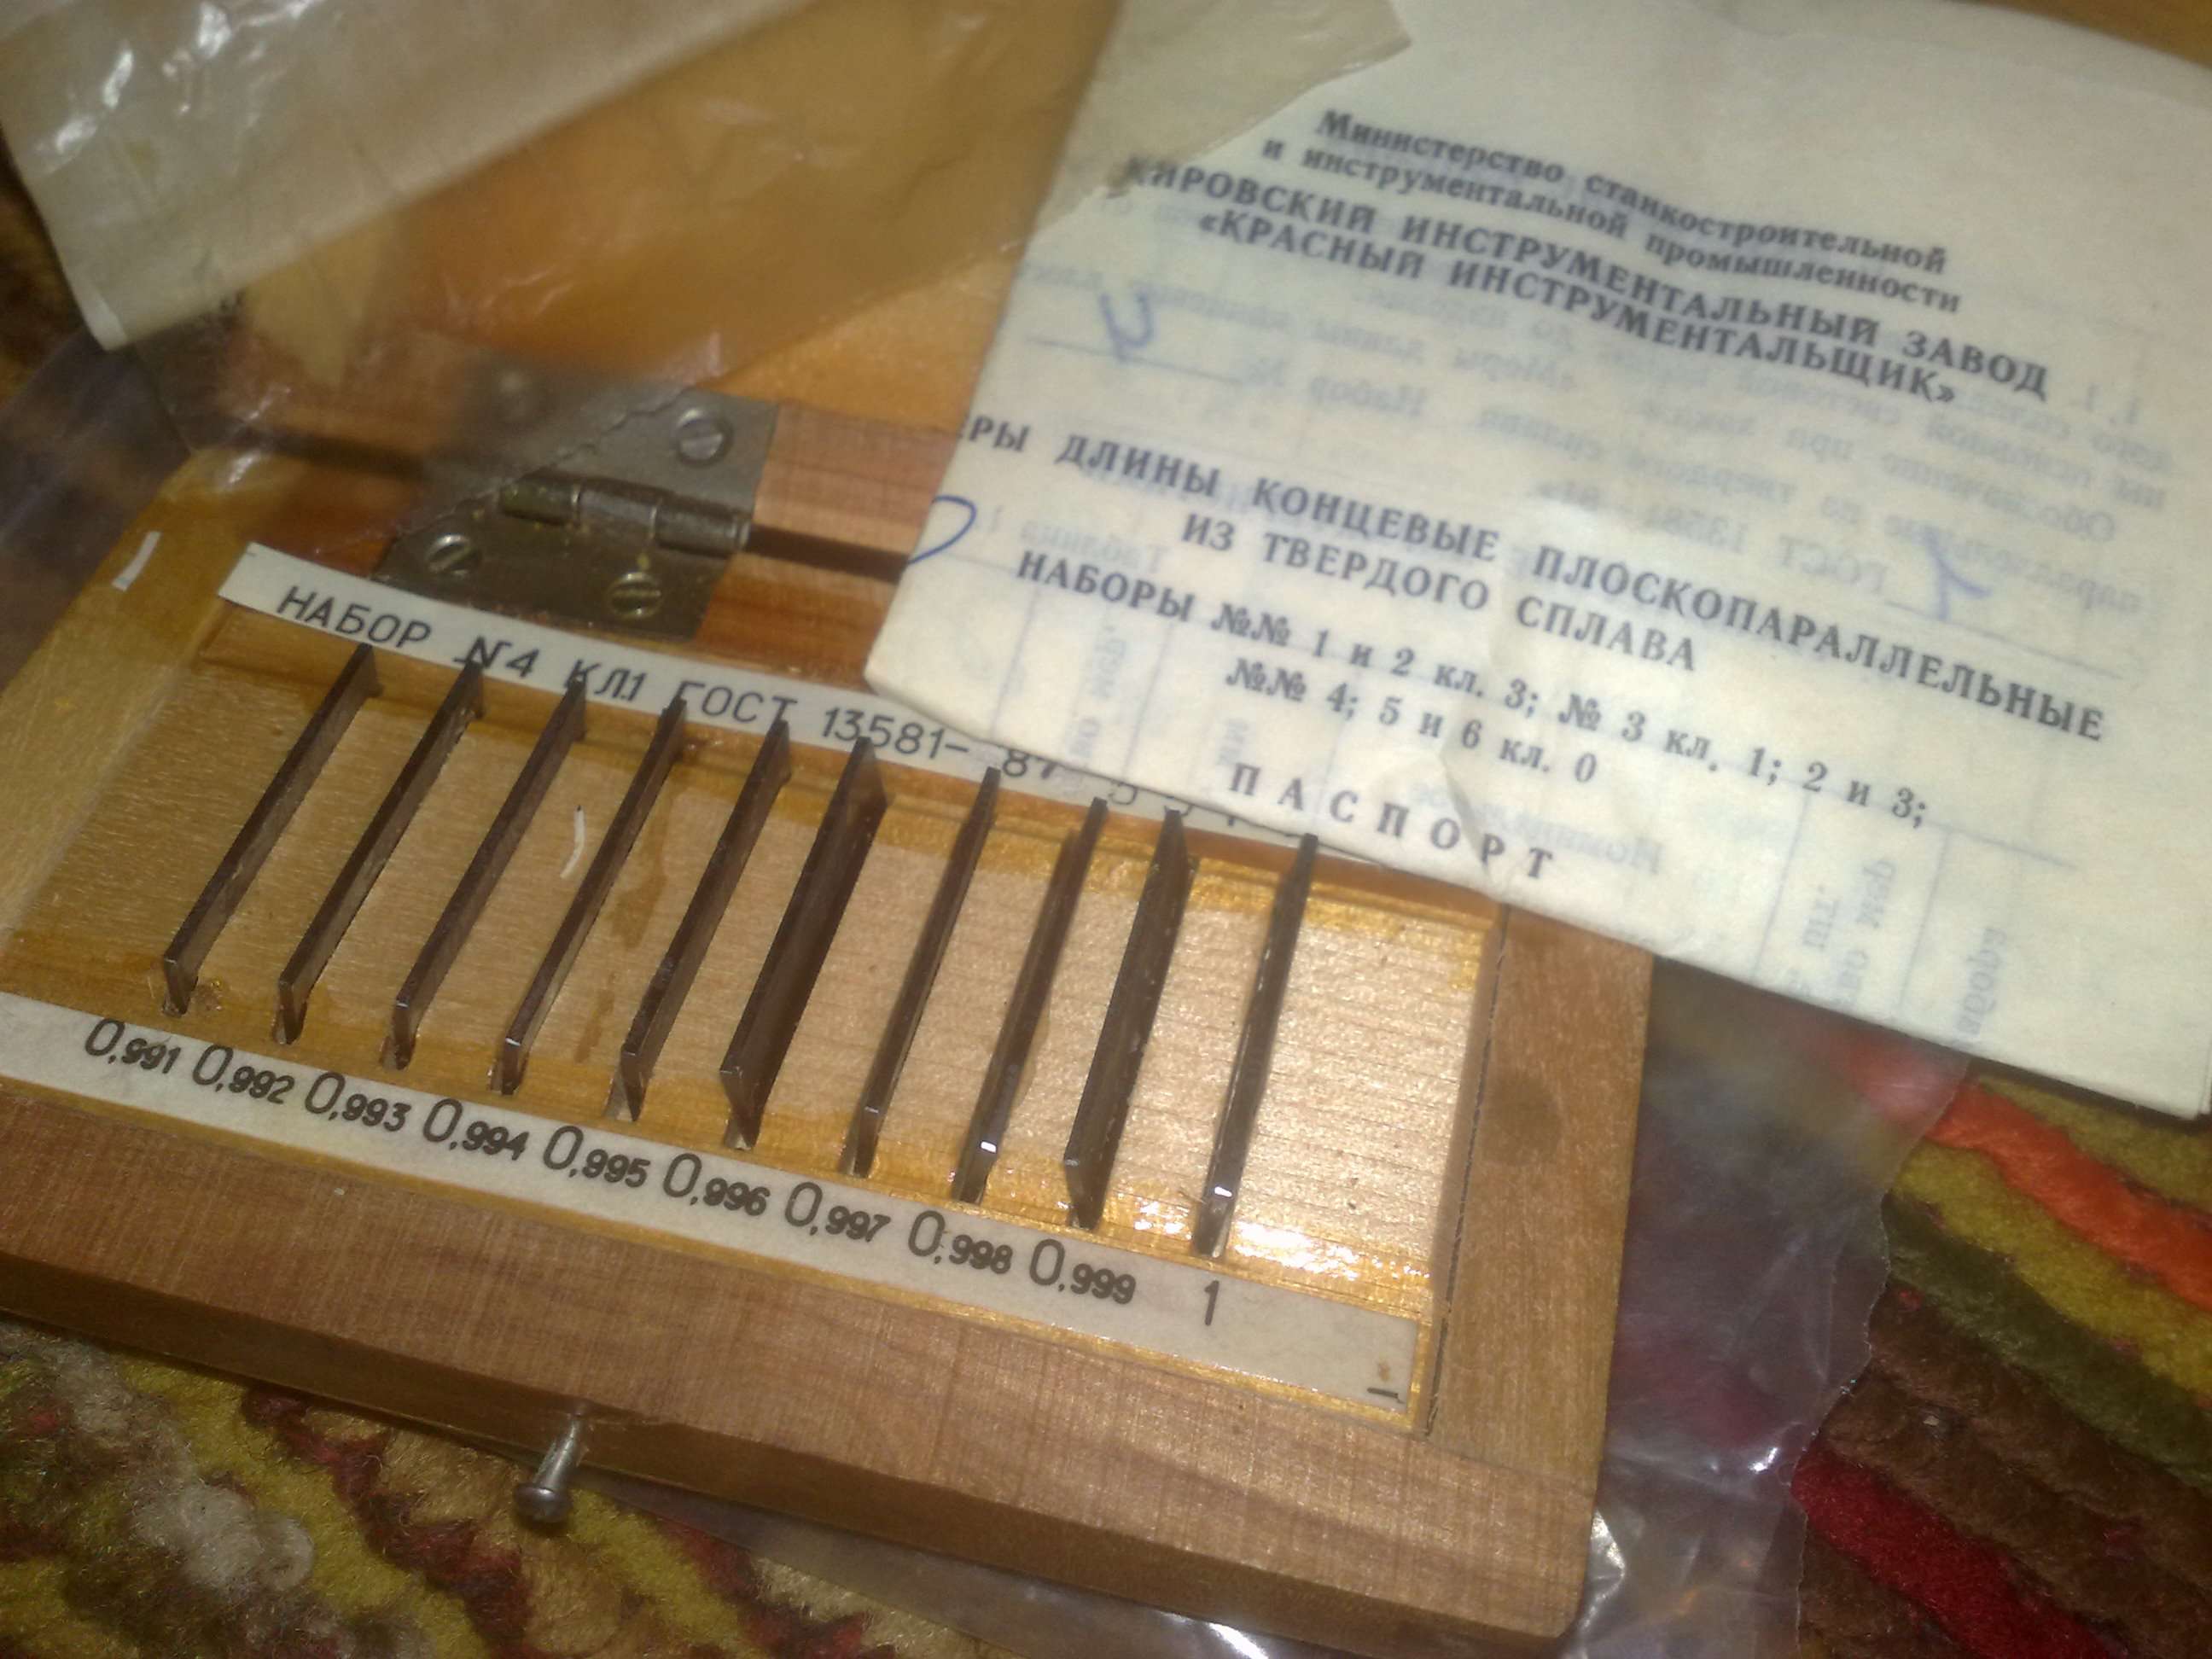 Министерство станкостроительной
и инструментальной промышленности
КИРОВСКИЙ ИНСТРУМЕНТАЛЬНЫЙ ЗАВОД
«КРАСНЫЙ ИНСТРУМЕНТАЛЬЩИК»
ЕРЫ ДЛИНЫ КОНЦЕВЫЕ ПЛОСКОПАРАЛЛЕЛЬНЫЕ
ИЗ ТВЕРДОГО СПЛАВА
НАБОРЫ №№ 1 и 2 кл. 3; № 3 кл. 1; 2 и 3;
№№ 4; 5 и 6 кл. 0
ПАСПОРТ
НАБОР №4 КЛ1 ГОСТ 13581-
0,991 0,992 0,993 0,994 0,995 0,996 0,997 0,998 0,999 1